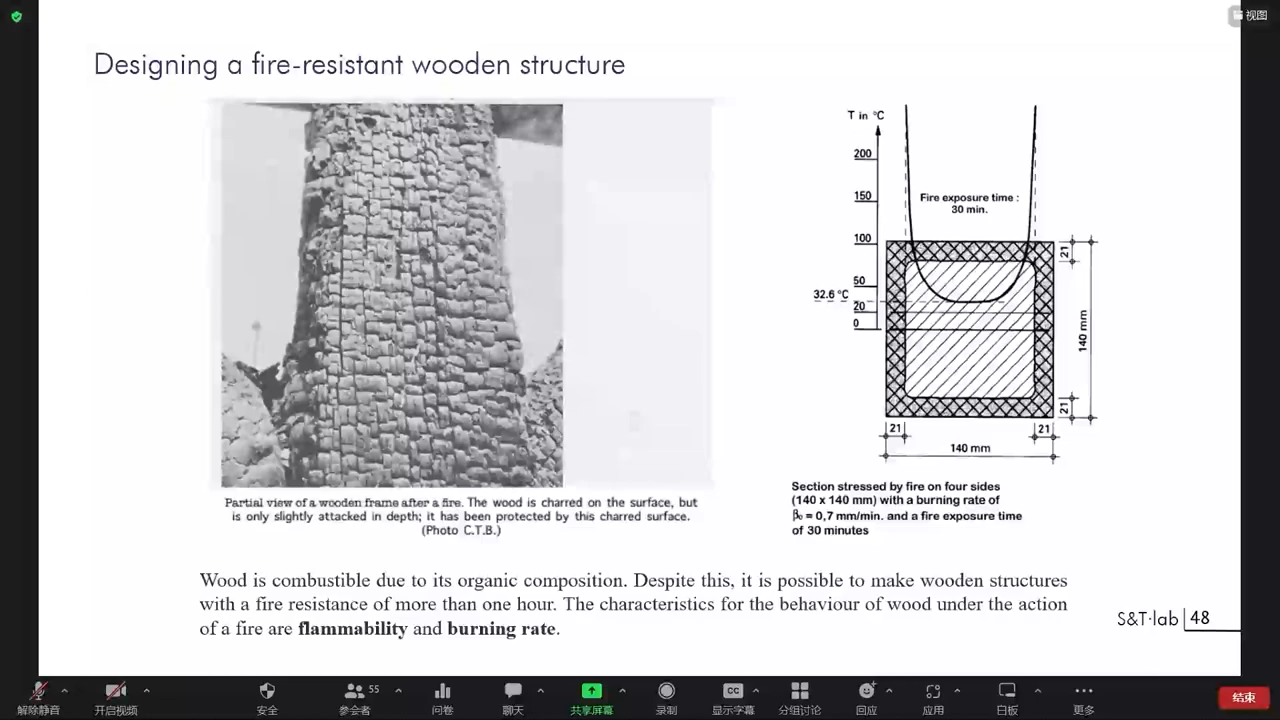 视图
Designing a fire-resistant wooden structure
T in °C
200
150
100
50
20
0
32.6 °C
Fire exposure time :
30 min.
21
140 mm
21
21
21
140 mm
Partial view of a wooden frame after a fire. The wood is charred on the surface, but
is only slightly attacked in depth; it has been protected by this charred surface.
(Photo C.T.B.)
Section stressed by fire on four sides
(140 x 140 mm) with a burning rate of
β₀ = 0,7 mm/min. and a fire exposure time
of 30 minutes
Wood is combustible due to its organic composition. Despite this, it is possible to make wooden structures
with a fire resistance of more than one hour. The characteristics for the behaviour of wood under the action
of a fire are flammability and burning rate.
S&T·lab 48
55
CC
解除静音
开启视频
安全
参会者
问卷
聊天
共享屏幕
录制
显示字幕
分组讨论
回应
应用
白板
更多
结束